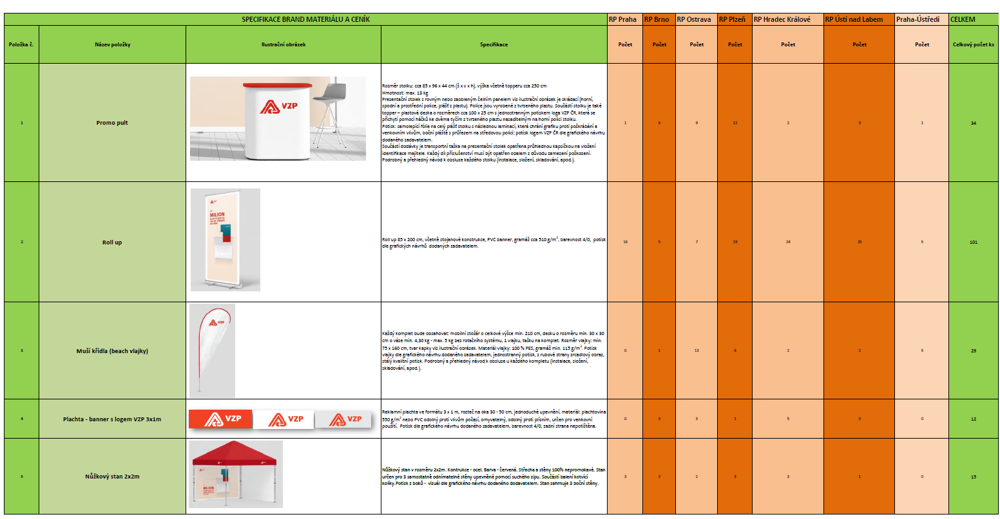 SPECIFIKACE BRAND MATERIÁLU A CENÍK
RP Praha
RP Brno
RP Ostrava
RP Plzeň
RP Hradec Králové
RP Ústí nad Labem
Praha-Ústředí
CELKEM
Položka č.
Název položky
Ilustrační obrázek
Specifikace
Počet
Počet
Počet
Počet
Počet
Počet
Počet
Celkový počet ks
1
Promo pult
VZP
Rozměr stolku: cca 85 x 96 x 44 cm (š x v x h), výška včetně topperu cca 250 cm
Hmotnost: max. 13 kg
Prezentační stolek s rovným nebo zaobleným čelním panelem viz ilustrační obrázek je skládací (horní,
spodní a prostřední police, plášť z plastu). Police jsou vyrobené z tvrzeného plastu. Součástí stolku je také
topper – plastová deska o rozměrech cca 100 x 25 cm s jednostranným potiskem loga VZP ČR, která se
přichytí pomocí háčků ke dvěma tyčím z tvrzeného plastu nasaditelným na horní polici stolku.
Potisk: samolepící fólie na celý plášť stolku s následnou laminací, která chrání grafiku proti poškrábání a
venkovním vlivům, boční pláště s průřezem na středovou polici; potisk logem VZP ČR dle grafického návrhu
dodaného zadavatelem.
Součástí dodávky je transportní taška na prezentační stolek opatřena průhlednou kapsičkou na vložení
identifikace majitele. Každý díl příslušenství musí být opatřen obalem z důvodu zamezení poškození.
Podrobný a přehledný návod k obsluze každého stolku (instalace, složení, skladování, apod.).
1
6
9
12
2
3
1
34
2
Roll up
MILION
Roll up 85 x 200 cm, včetně stojanové konstrukce, PVC banner, gramáž cca 510 g/m², barevnost 4/0, potisk
dle grafických návrhů dodaných zadavatelem.
16
5
7
19
24
25
5
101
3
Muší křídla (beach vlajky)
VZP
Každý komplet bude obsahovat: mobilní stožár o celkové výšce min. 210 cm, desku o rozměru min. 30 x 30
cm o váze min. 4,30 kg - max. 5 kg bez rotačního systému, 1 vlajku, tašku na komplet. Rozměr vlajky: min.
75 x 160 cm, tvar kapky viz ilustrační obrázek. Materiál vlajky: 100 % PES, gramáž min. 115 g/m². Potisk
vlajky dle grafického návrhu dodaného zadavatelem, jednostranný potisk, z rubové strany zrcadlový obraz,
stálý kvalitní potisk. Podrobný a přehledný návod k obsluze u každého kompletu (instalace, složení,
skladování, apod.).
0
1
13
6
2
2
5
29
4
Plachta - banner s logem VZP 3x1m
VZP
VZP
VZP
Reklamní plachta ve formátu 3 x 1 m, rozteč na oka 30 - 50 cm, jednoduché upevnění, materiál: plachtovina
550 g/m² nebo PVC odolný proti vlivům počasí, omyvatelný, odolný proti plísním, určen pro venkovní
použití. Potisk dle grafického návrhu dodaného zadavatelem, barevnost 4/0, zadní strana nepotištěna.
0
3
3
1
5
0
0
12
5
Nůžkový stan 2x2m
MILION
Nůžkový stan v rozměru 2x2m. Kontrukce - ocel. Barva - červená. Střecha a stěny 100% nepromokavé. Stan
určen pro 3 samostatně odnímatelné stěny upevněné pomocí suchého zipu. Součástí balení kotvící
kolíky.Potisk z boků - vizuál dle grafického návrhu dodaného dodavatelem. Stan zahrnuje 3 boční stěny.
3
3
2
3
3
1
0
15